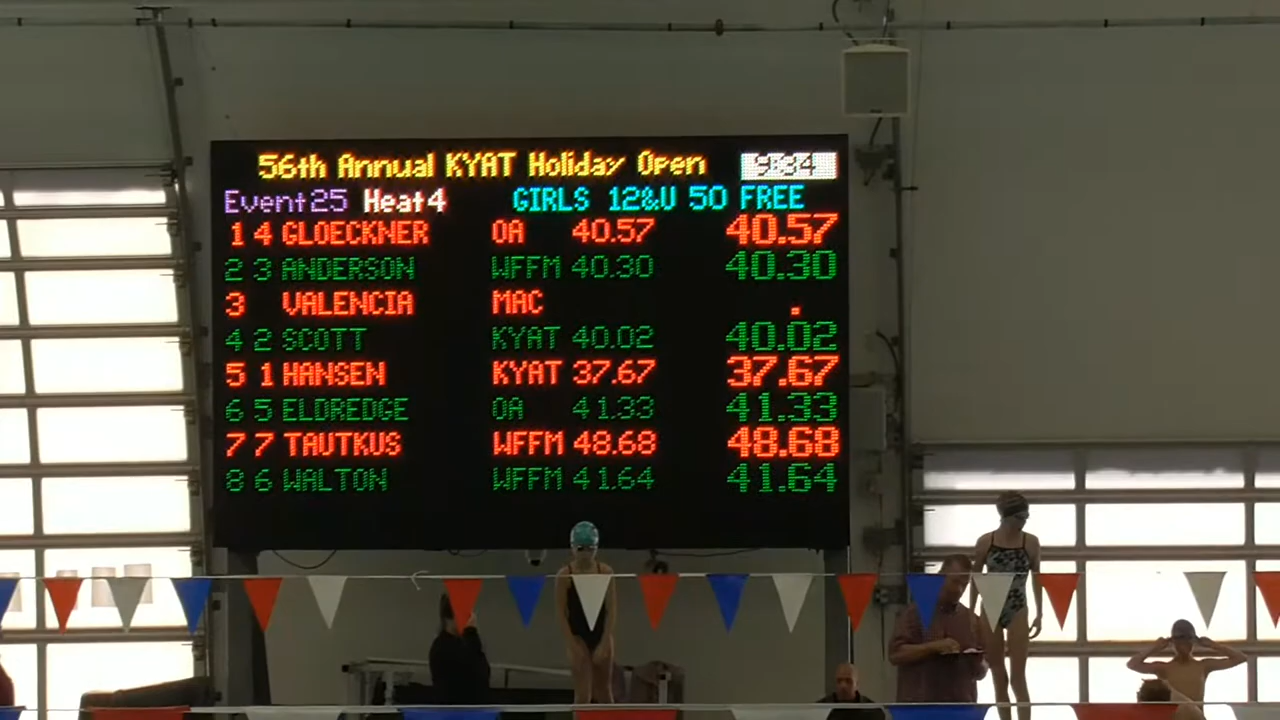 56th Annual KYAT Holiday Open
Event25 Heat4 GIRLS 12&U 50 FREE
1 4 GLOECKNER OA 40.57 40.57
2 3 ANDERSON WFFM 40.30 40.30
3 VALENCIA MAC .
4 2 SCOTT KYAT 40.02 40.02
5 1 HANSEN KYAT 37.67 37.67
6 5 ELDREDGE OA 41.33 41.33
7 7 TAUTKUS WFFM 48.68 48.68
8 6 WALTON WFFM 41.64 41.64